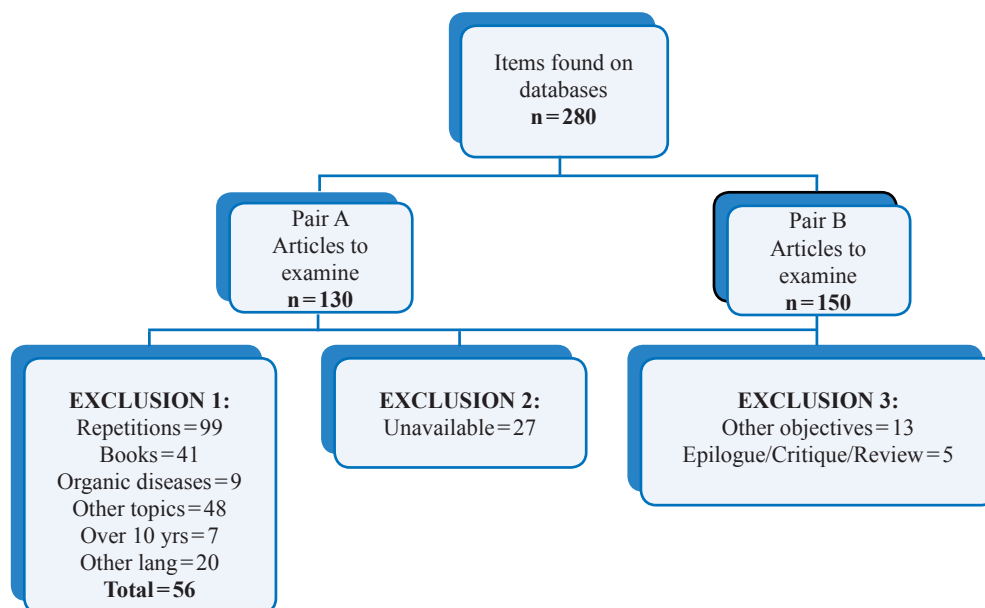 Items found on
databases
n=280
Pair A
Articles to
examine
n=130
Pair B
Articles to
examine
n=150
EXCLUSION 1:
Repetitions=99
Books=41
Organic diseases=9
Other topics=48
Over 10 yrs=7
Other lang=20
Total=56
EXCLUSION 2:
Unavailable=27
EXCLUSION 3:
Other objectives=13
Epilogue/Critique/Review=5